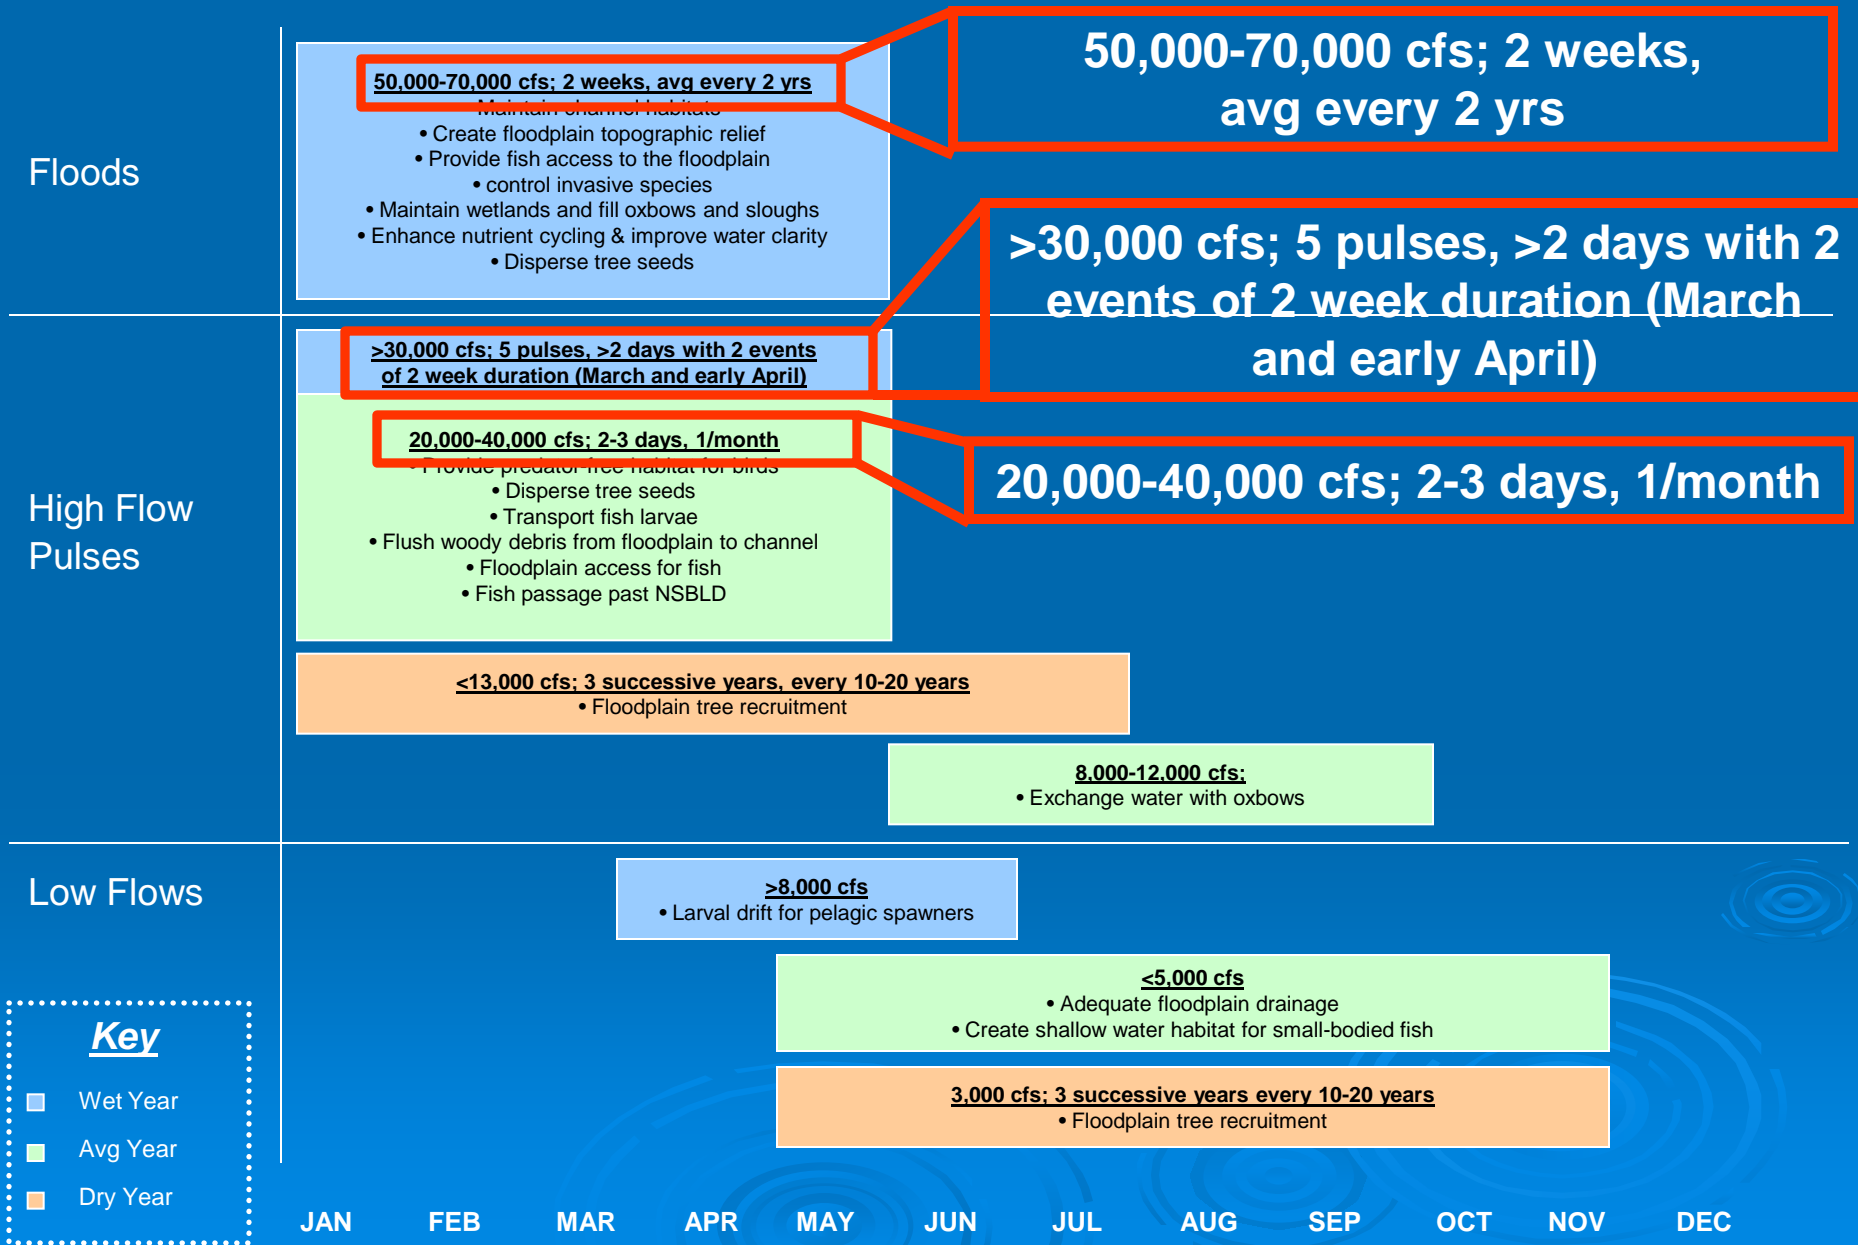 Floods
50,000-70,000 cfs; 2 weeks, avg every 2 yrs
• Maintain channel habitats
• Create floodplain topographic relief
• Provide fish access to the floodplain
• control invasive species
• Maintain wetlands and fill oxbows and sloughs
• Enhance nutrient cycling & improve water clarity
• Disperse tree seeds
50,000-70,000 cfs; 2 weeks,
avg every 2 yrs
High Flow
Pulses
>30,000 cfs; 5 pulses, >2 days with 2 events
of 2 week duration (March and early April)
>30,000 cfs; 5 pulses, >2 days with 2
events of 2 week duration (March
and early April)
20,000-40,000 cfs; 2-3 days, 1/month
• Provide predator-free habitat for birds
• Disperse tree seeds
• Transport fish larvae
• Flush woody debris from floodplain to channel
• Floodplain access for fish
• Fish passage past NSBLD
20,000-40,000 cfs; 2-3 days, 1/month
<13,000 cfs; 3 successive years, every 10-20 years
• Floodplain tree recruitment
8,000-12,000 cfs;
• Exchange water with oxbows
Low Flows
>8,000 cfs
• Larval drift for pelagic spawners
<5,000 cfs
• Adequate floodplain drainage
• Create shallow water habitat for small-bodied fish
3,000 cfs; 3 successive years every 10-20 years
• Floodplain tree recruitment
Key
Wet Year
Avg Year
Dry Year
JAN FEB MAR APR MAY JUN JUL AUG SEP OCT NOV DEC